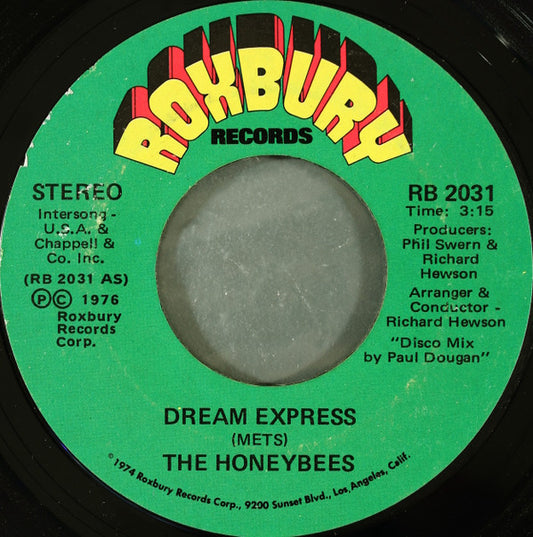 ROXBURY
RECORDS
STEREO
Intersong -
U.S.A. &
Chappell &
Co. Inc.
(RB 2031 AS)
Ⓟ© 1976
Roxbury
Records
Corp.
RB 2031
Time: 3:15
Producers:
Phil Swern &
Richard
Hewson
Arranger &
Conductor -
Richard Hewson
"Disco Mix
by Paul Dougan"
DREAM EXPRESS
(METS)
THE HONEYBEES
© 1974 Roxbury Records Corp., 9200 Sunset Blvd., Los Angeles, Calif.